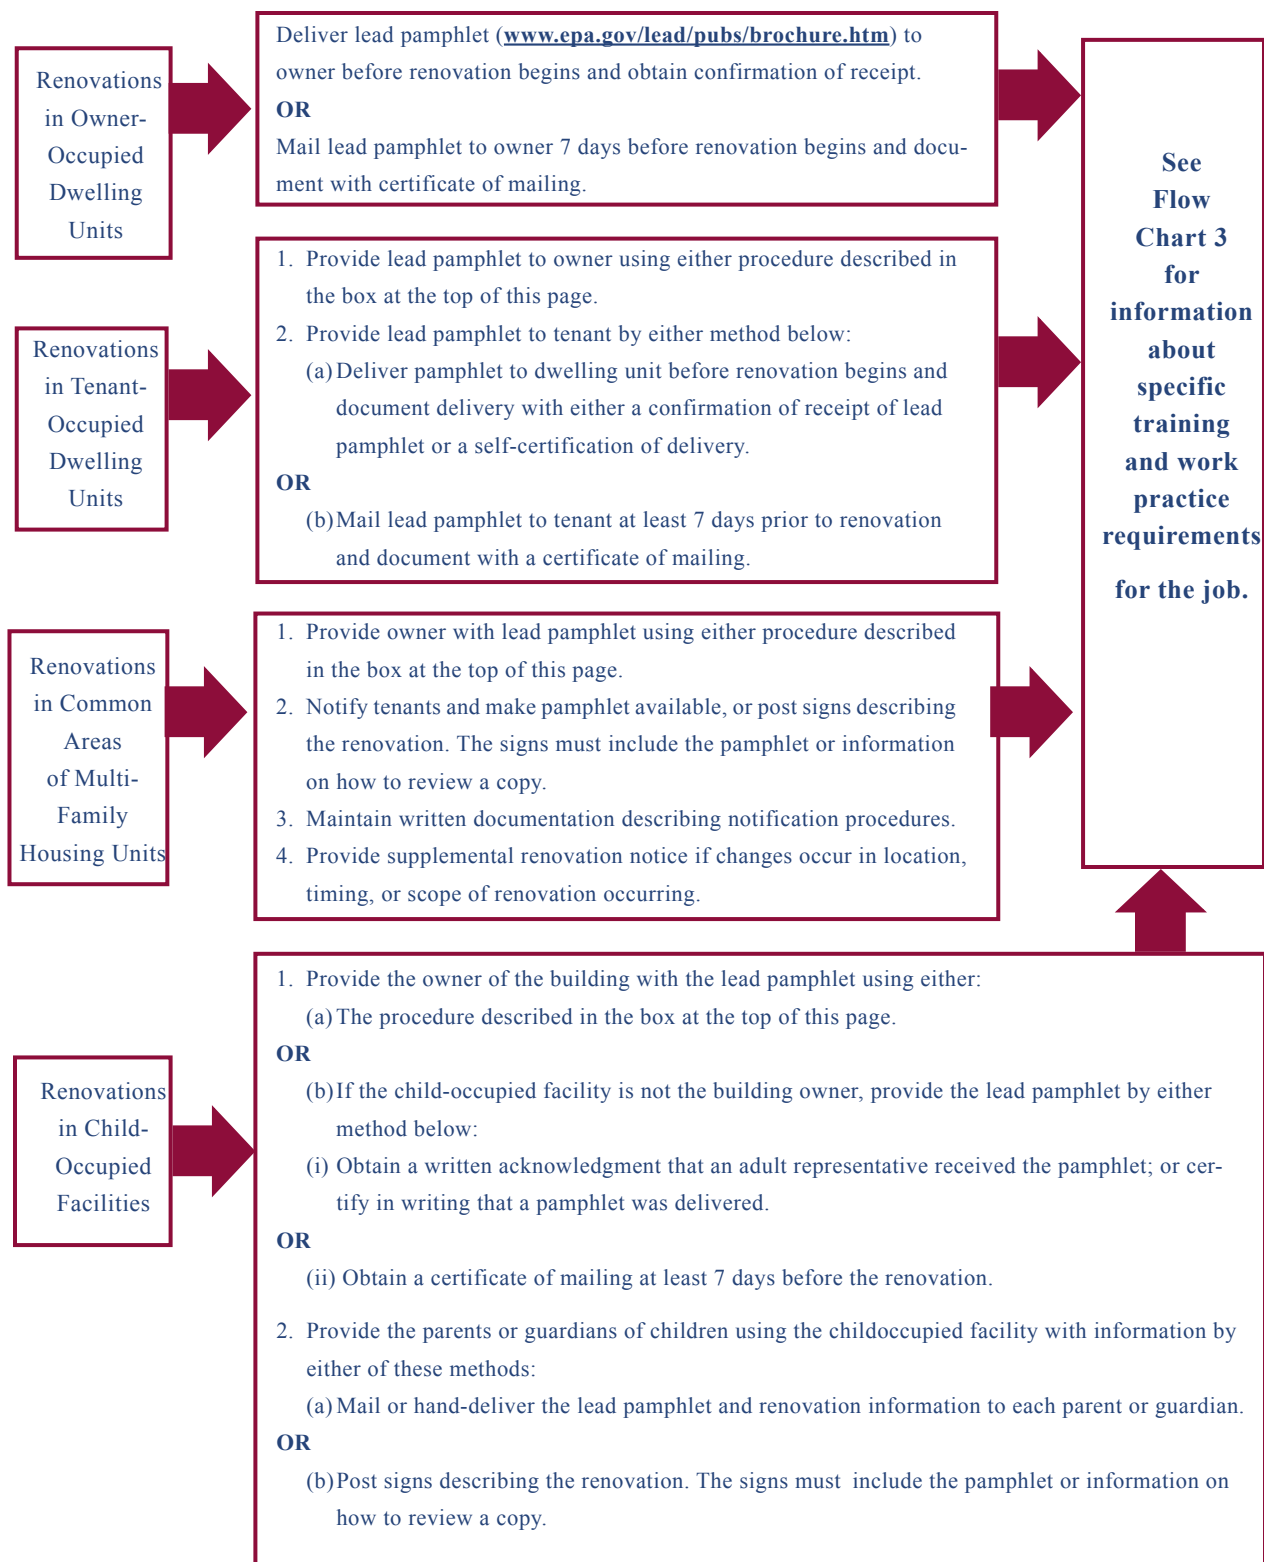 Renovations
in Owner-
Occupied
Dwelling
Units
Deliver lead pamphlet (www.epa.gov/lead/pubs/brochure.htm) to
owner before renovation begins and obtain confirmation of receipt.
OR
Mail lead pamphlet to owner 7 days before renovation begins and docu-
ment with certificate of mailing.
Renovations
in Tenant-
Occupied
Dwelling
Units
1. Provide lead pamphlet to owner using either procedure described in
the box at the top of this page.
2. Provide lead pamphlet to tenant by either method below:
(a) Deliver pamphlet to dwelling unit before renovation begins and
document delivery with either a confirmation of receipt of lead
pamphlet or a self-certification of delivery.
OR
(b) Mail lead pamphlet to tenant at least 7 days prior to renovation
and document with a certificate of mailing.
Renovations
in Common
Areas
of Multi-
Family
Housing Units
1. Provide owner with lead pamphlet using either procedure described
in the box at the top of this page.
2. Notify tenants and make pamphlet available, or post signs describing
the renovation. The signs must include the pamphlet or information
on how to review a copy.
3. Maintain written documentation describing notification procedures.
4. Provide supplemental renovation notice if changes occur in location,
timing, or scope of renovation occurring.
Renovations
in Child-
Occupied
Facilities
1. Provide the owner of the building with the lead pamphlet using either:
(a) The procedure described in the box at the top of this page.
OR
(b) If the child-occupied facility is not the building owner, provide the lead pamphlet by either
method below:
(i) Obtain a written acknowledgment that an adult representative received the pamphlet; or cer-
tify in writing that a pamphlet was delivered.
OR
(ii) Obtain a certificate of mailing at least 7 days before the renovation.
2. Provide the parents or guardians of children using the childoccupied facility with information by
either of these methods:
(a) Mail or hand-deliver the lead pamphlet and renovation information to each parent or guardian.
OR
(b) Post signs describing the renovation. The signs must include the pamphlet or information on
how to review a copy.
See
Flow
Chart 3
for
information
about
specific
training
and work
practice
requirements
for the job.